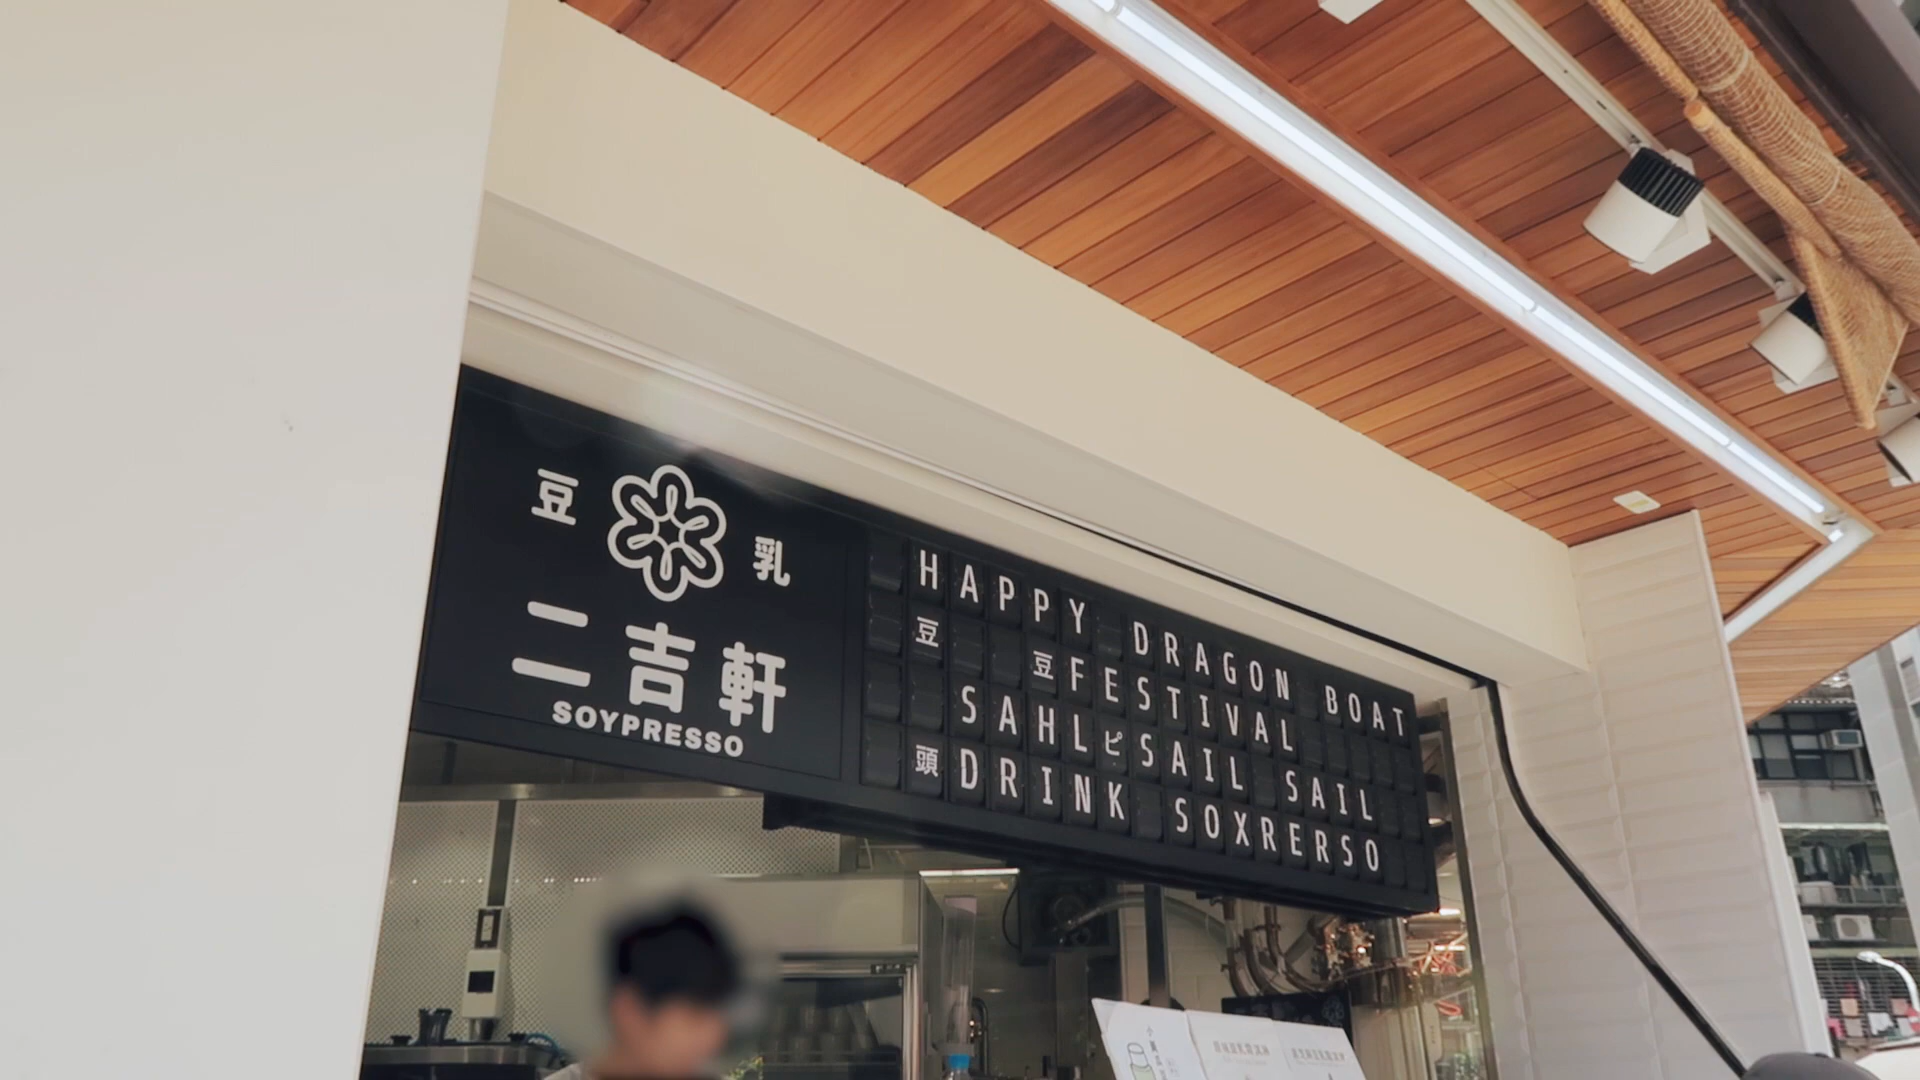 豆 乳
二吉軒
SOYPRESSO
HAPPY DRAGON BOAT
豆 豆FESTIVAL
SAHLピSAIL SAIL
頭DRINK SOXRERSO